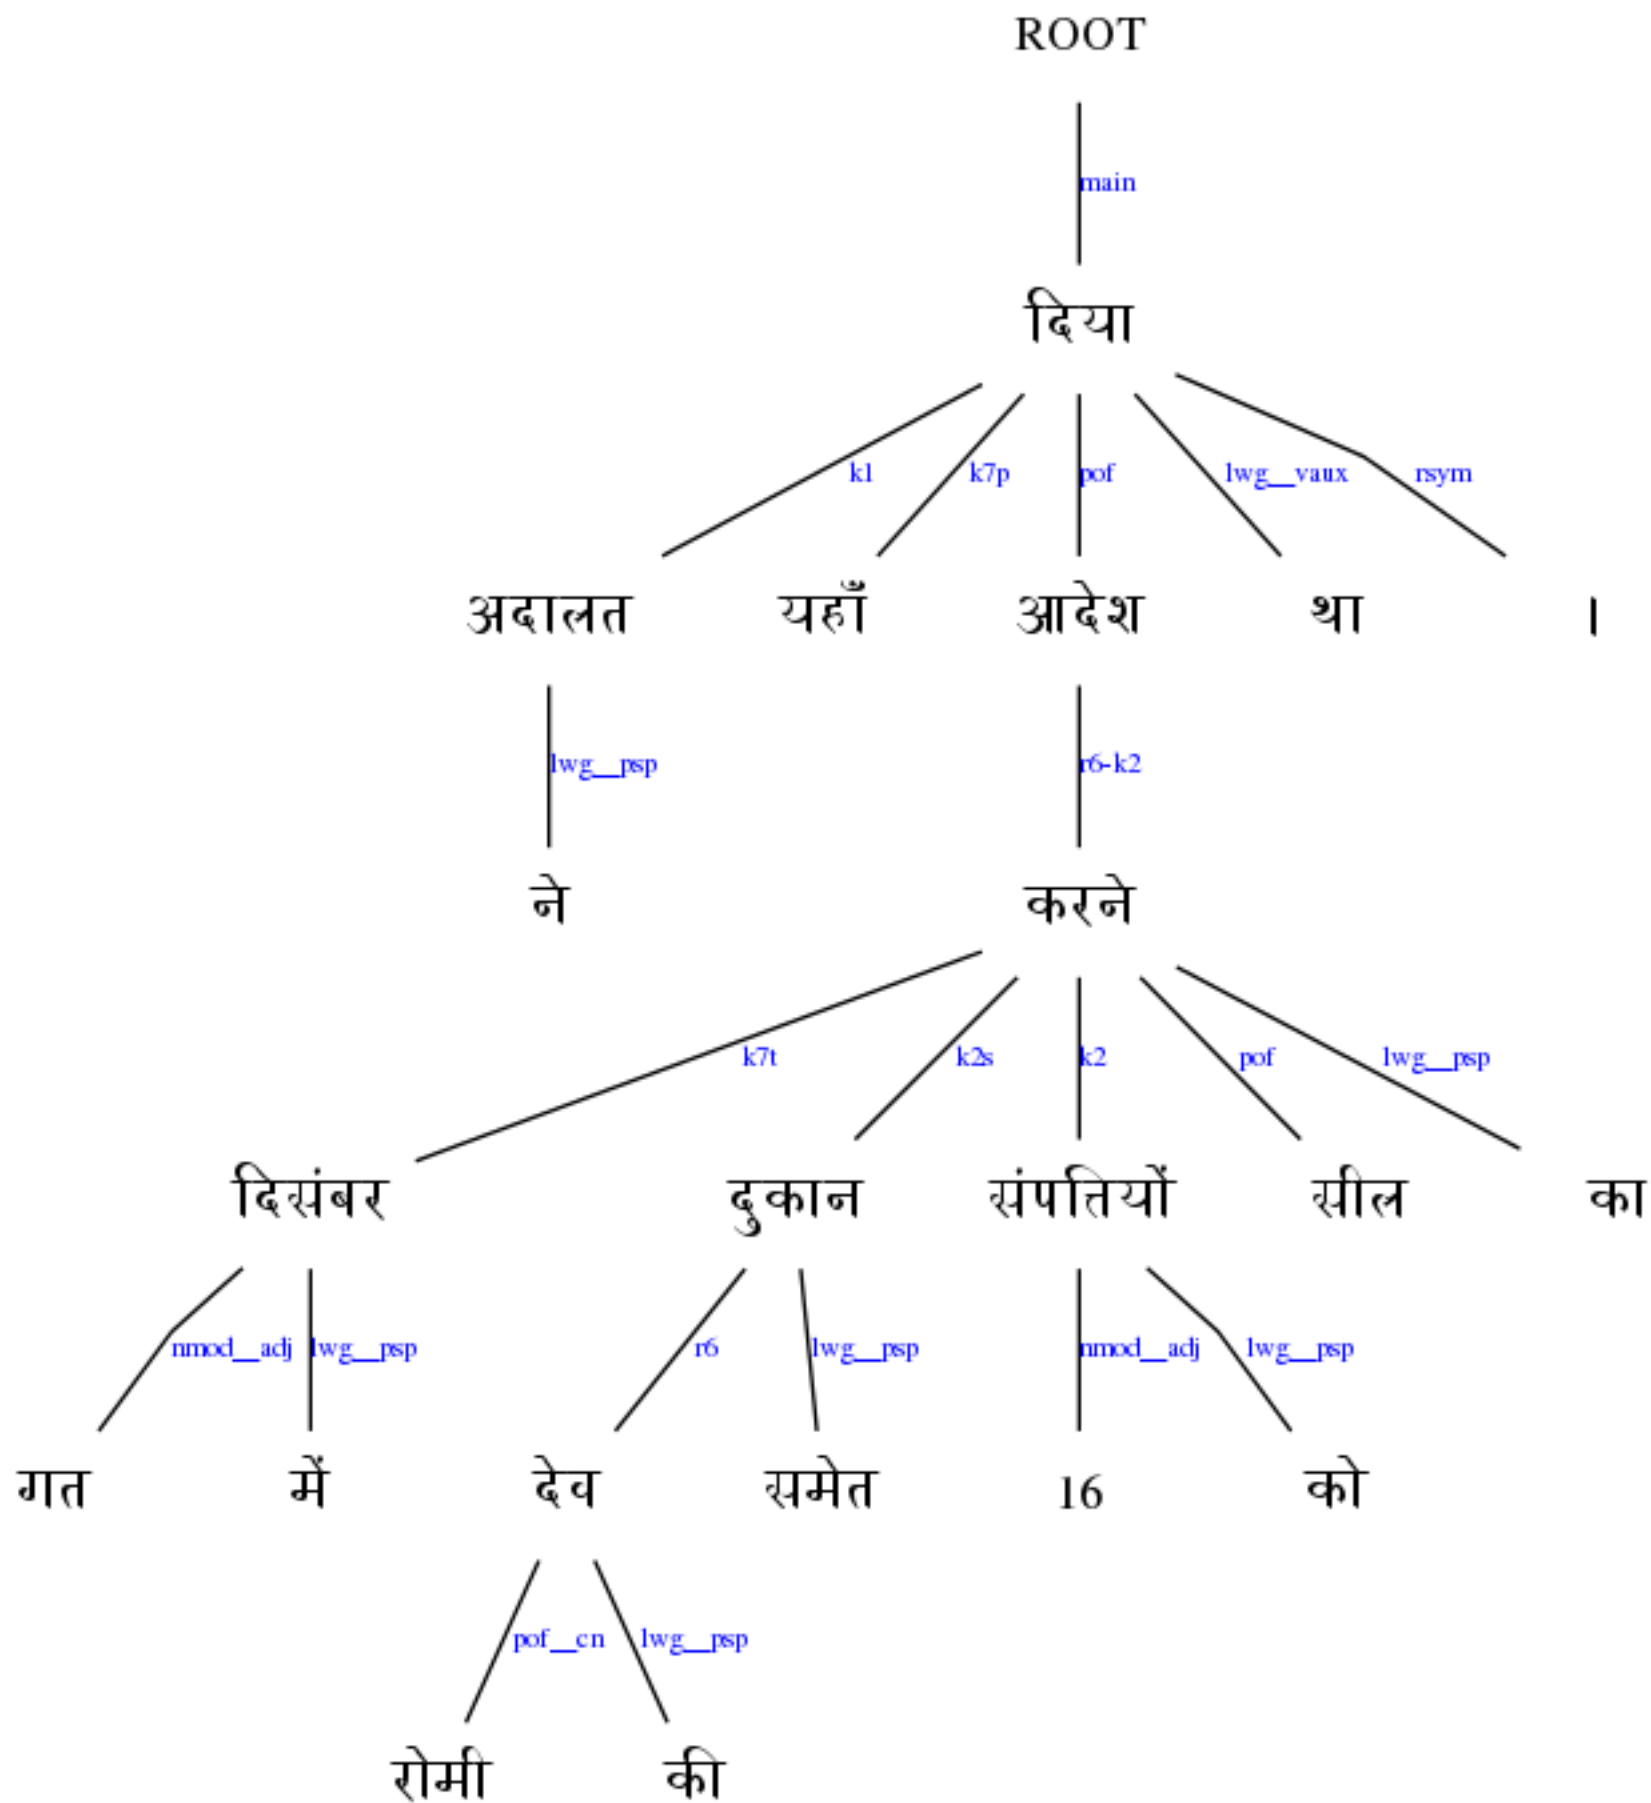 ROOT
main
दिया
k1 k7p pof lwg__vaux rsym
अदालत यहाँ आदेश था ।
lwg__psp r6-k2
ने करने
k7t k2s k2 pof lwg__psp
दिसंबर दुकान संपत्तियों सील का
nmod__adj lwg__psp r6 lwg__psp nmod__adj lwg__psp
गत में देव समेत 16 को
pof__cn lwg__psp
रोमी की